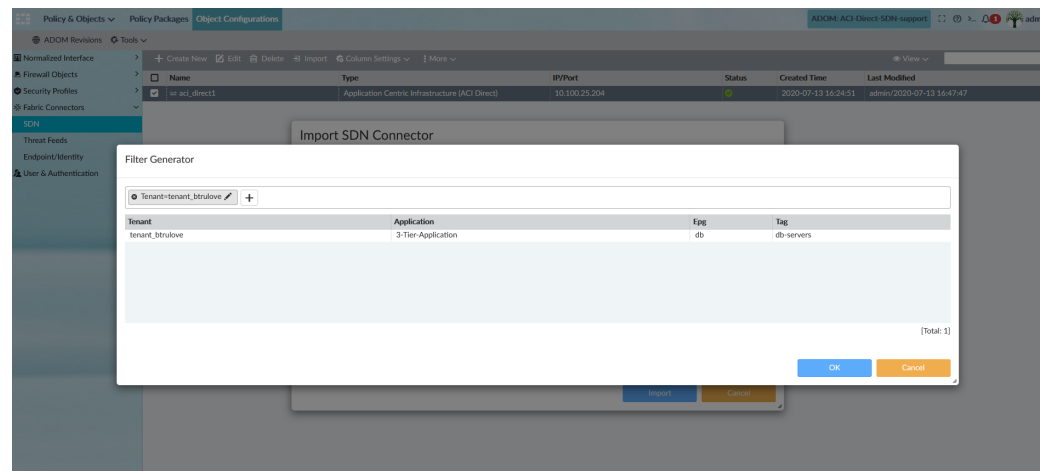 Policy & Objects Policy Packages Object Configurations ADOM: ACI-Direct-SDN-support 1 adm
ADOM Revisions Tools
Normalized Interface
Firewall Objects
Security Profiles
Fabric Connectors
SDN
Threat Feeds
Endpoint/Identity
User & Authentication
Create New Edit Delete Import Column Settings More View
Name Type IP/Port Status Created Time Last Modified
aci_direct1 Application Centric Infrastructure (ACI Direct) 10.100.25.204 2020-07-13 16:24:51 admin/2020-07-13 16:47:47
Import SDN Connector
Filter Generator
Tenant=tenant_btrulove
Tenant Application Epg Tag
tenant_btrulove 3-Tier-Application db db-servers
[Total: 1]
OK Cancel
Import Cancel